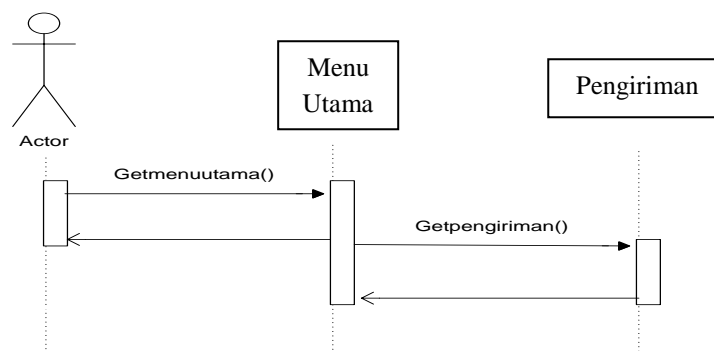 Menu
Utama
Pengiriman
Actor
Getmenuutama()
Getpengiriman()